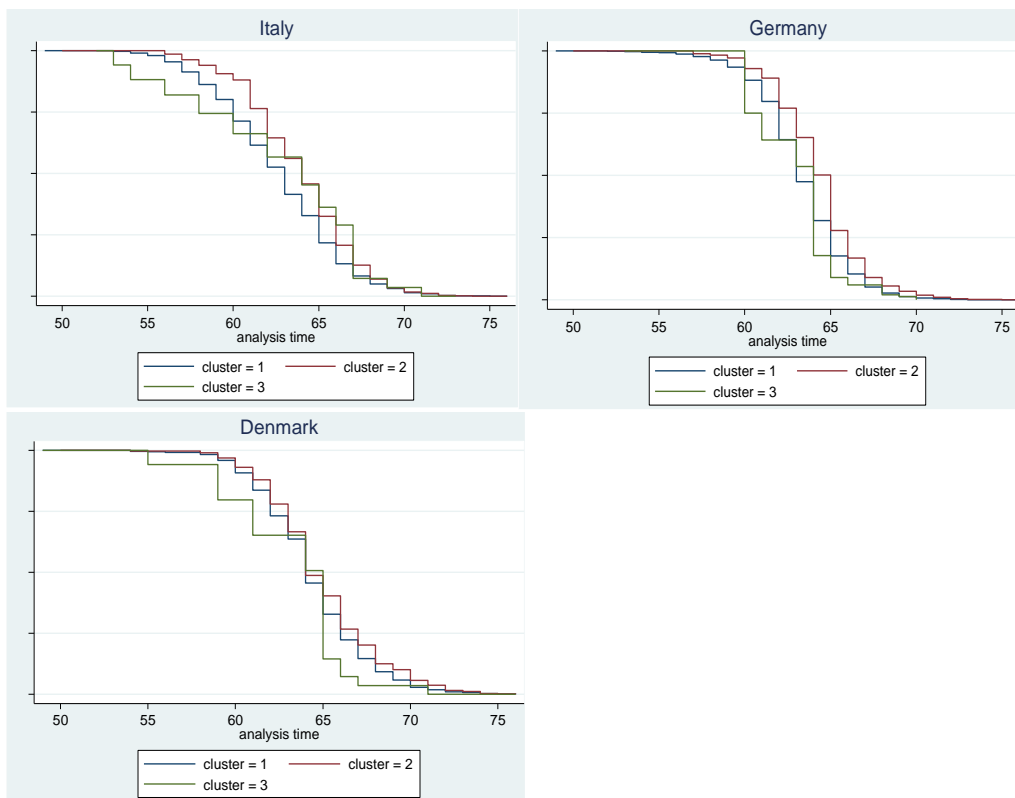 Italy
50 55 60 65 70 75
analysis time
cluster = 1 cluster = 2
cluster = 3
Germany
50 55 60 65 70 75
analysis time
cluster = 1 cluster = 2
cluster = 3
Denmark
50 55 60 65 70 75
analysis time
cluster = 1 cluster = 2
cluster = 3